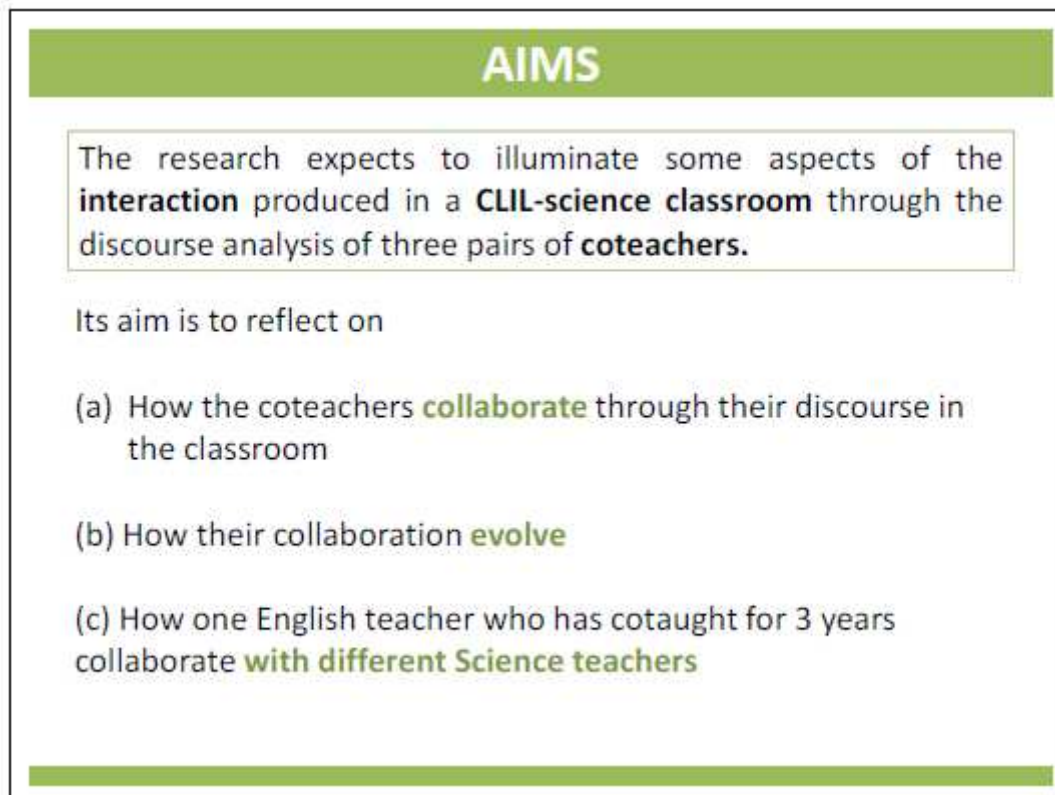 AIMS
The research expects to illuminate some aspects of the
interaction produced in a CLIL-science classroom through the
discourse analysis of three pairs of coteachers.
Its aim is to reflect on
(a) How the coteachers collaborate through their discourse in
the classroom
(b) How their collaboration evolve
(c) How one English teacher who has cotaught for 3 years
collaborate with different Science teachers